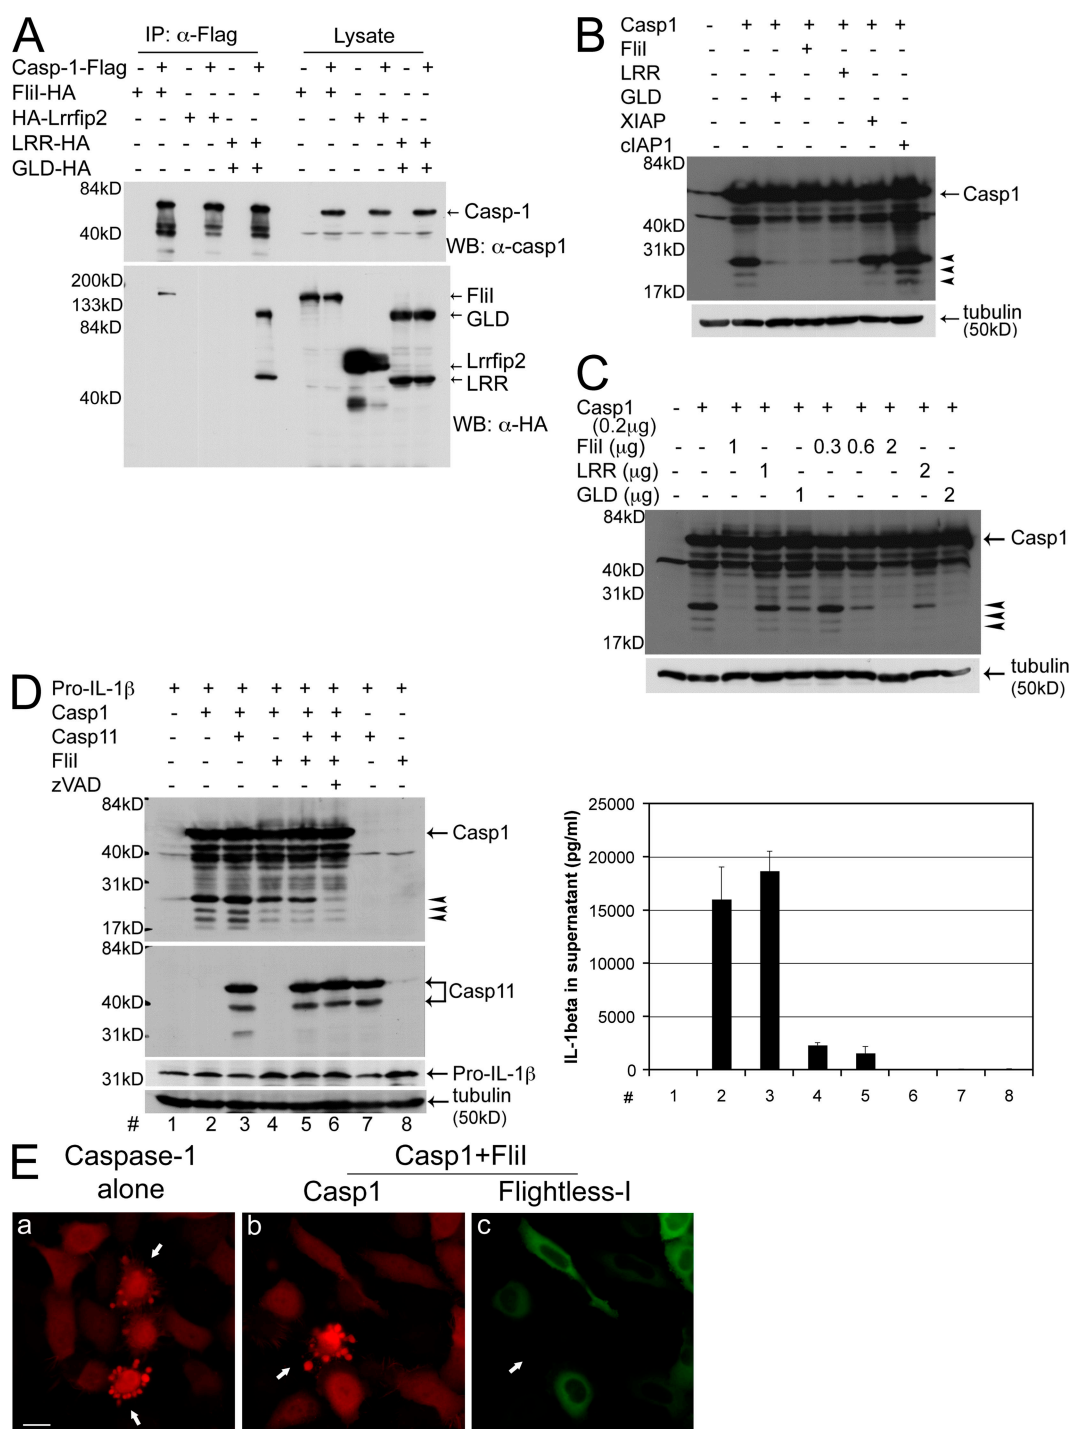 A
IP: α-Flag Lysate
Casp-1-Flag - + - + - + - + - + - +
FliI-HA + + - - - - + + - - - -
HA-Lrrfip2 - - + + - - - - + + - -
LRR-HA - - - - + + - - - - + +
GLD-HA - - - - + + - - - - + +
84kD
← Casp-1
40kD
WB: α-casp1
200kD
← FliI
133kD
← GLD
84kD
← Lrrfip2
← LRR
40kD
WB: α-HA
B
Casp1 - + + + + + +
FliI - - - + - - -
LRR - - - - + - -
GLD - - + - - - -
XIAP - - - - - + -
cIAP1 - - - - - - +
84kD
← Casp1
40kD
31kD
17kD
← tubulin
(50kD)
C
Casp1 - + + + + + + + + +
(0.2μg)
FliI (μg) - - 1 - - 0.3 0.6 2 - -
LRR (μg) - - - 1 - - - - 2 -
GLD (μg) - - - - 1 - - - - 2
84kD
← Casp1
40kD
31kD
17kD
← tubulin
(50kD)
D
Pro-IL-1β + + + + + + + +
Casp1 - + + + + + - -
Casp11 - - + - + + + -
FliI - - - + + + - +
zVAD - - - - - + - -
84kD
← Casp1
40kD
31kD
17kD
84kD
Casp11
40kD
31kD
← Pro-IL-1β
31kD
← tubulin
(50kD)
# 1 2 3 4 5 6 7 8
IL-1beta in supernatant (pg/ml)
25000
20000
15000
10000
5000
0
# 1 2 3 4 5 6 7 8
E
Caspase-1
alone
Casp1+FliI
Casp1 Flightless-I
a b c